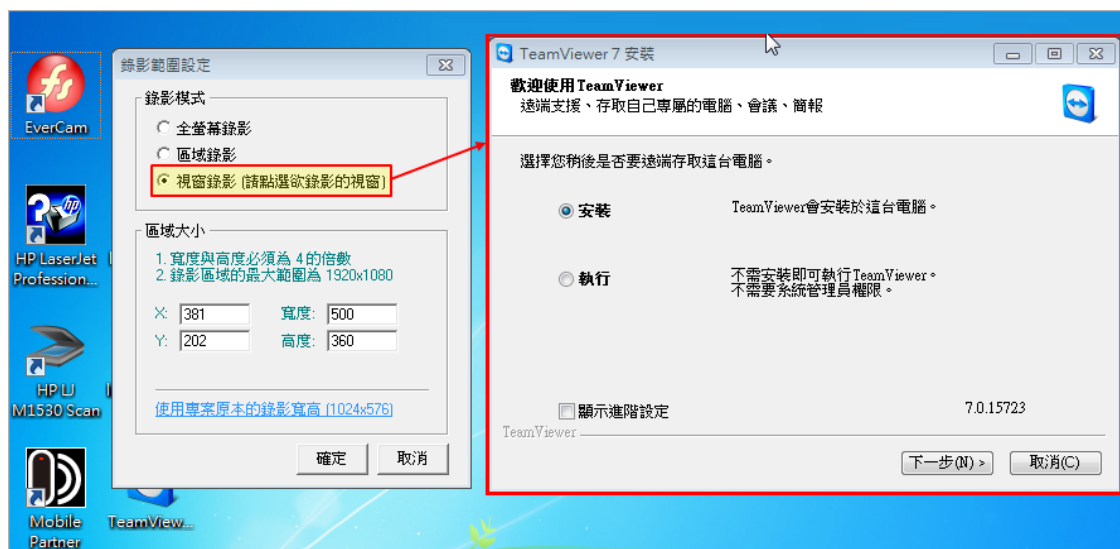 EverCam
HP LaserJet
Profession...
HP LJ
M1530 Scan
Mobile
Partner
TeamView...
錄影範圍設定
錄影模式
全螢幕錄影
區域錄影
視窗錄影 (請點選欲錄影的視窗)
區域大小
1. 寬度與高度必須為 4 的倍數
2. 錄影區域的最大範圍為 1920x1080
X: 381 寬度: 500
Y: 202 高度: 360
使用專案原本的錄影寬高 (1024x576)
確定 取消
TeamViewer 7 安裝
歡迎使用TeamViewer
遠端支援、存取自己專屬的電腦、會議、簡報
選擇您稍後是否要遠端存取這台電腦。
安裝 TeamViewer會安裝於這台電腦。
執行 不需安裝即可執行TeamViewer。
不需要系統管理員權限。
顯示進階設定 7.0.15723
TeamViewer
下一步(N) > 取消(C)